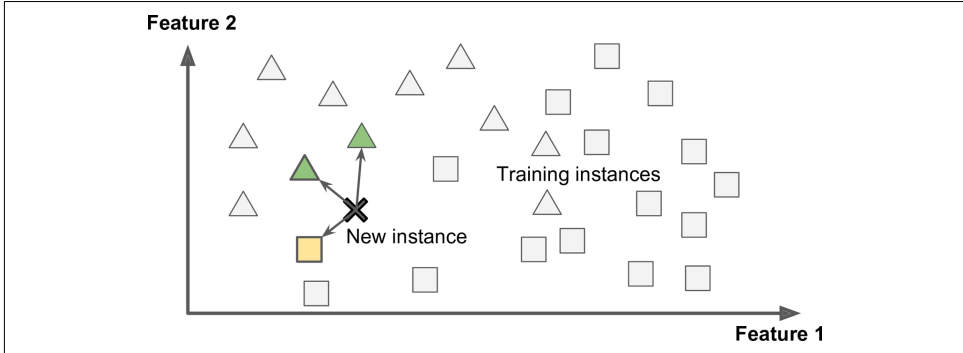 Feature 2
Training instances
New instance
Feature 1